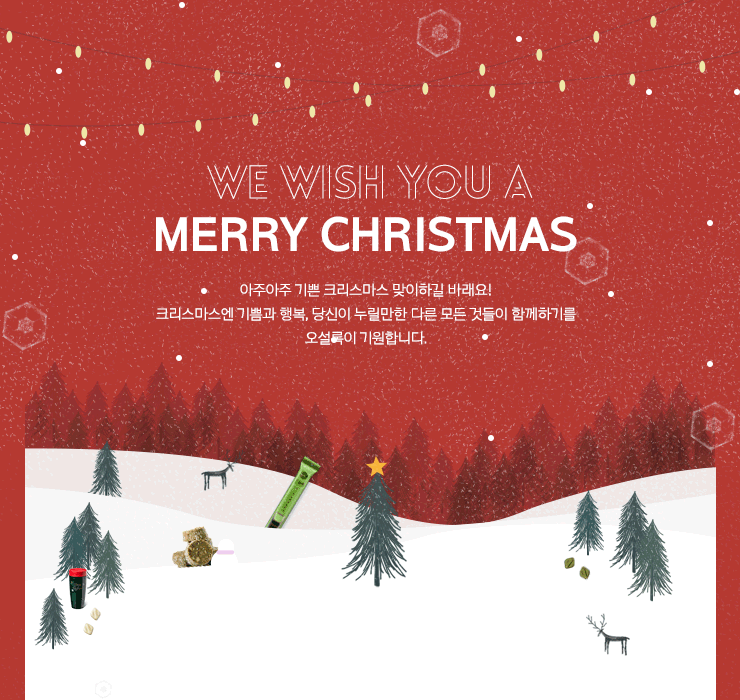 WE WISH YOU A
MERRY CHRISTMAS
아주아주 기쁜 크리스마스 맞이하길 바래요!
크리스마스엔 기쁨과 행복, 당신이 누릴만한 다른 모든 것들이 함께하기를
오설록이 기원합니다.